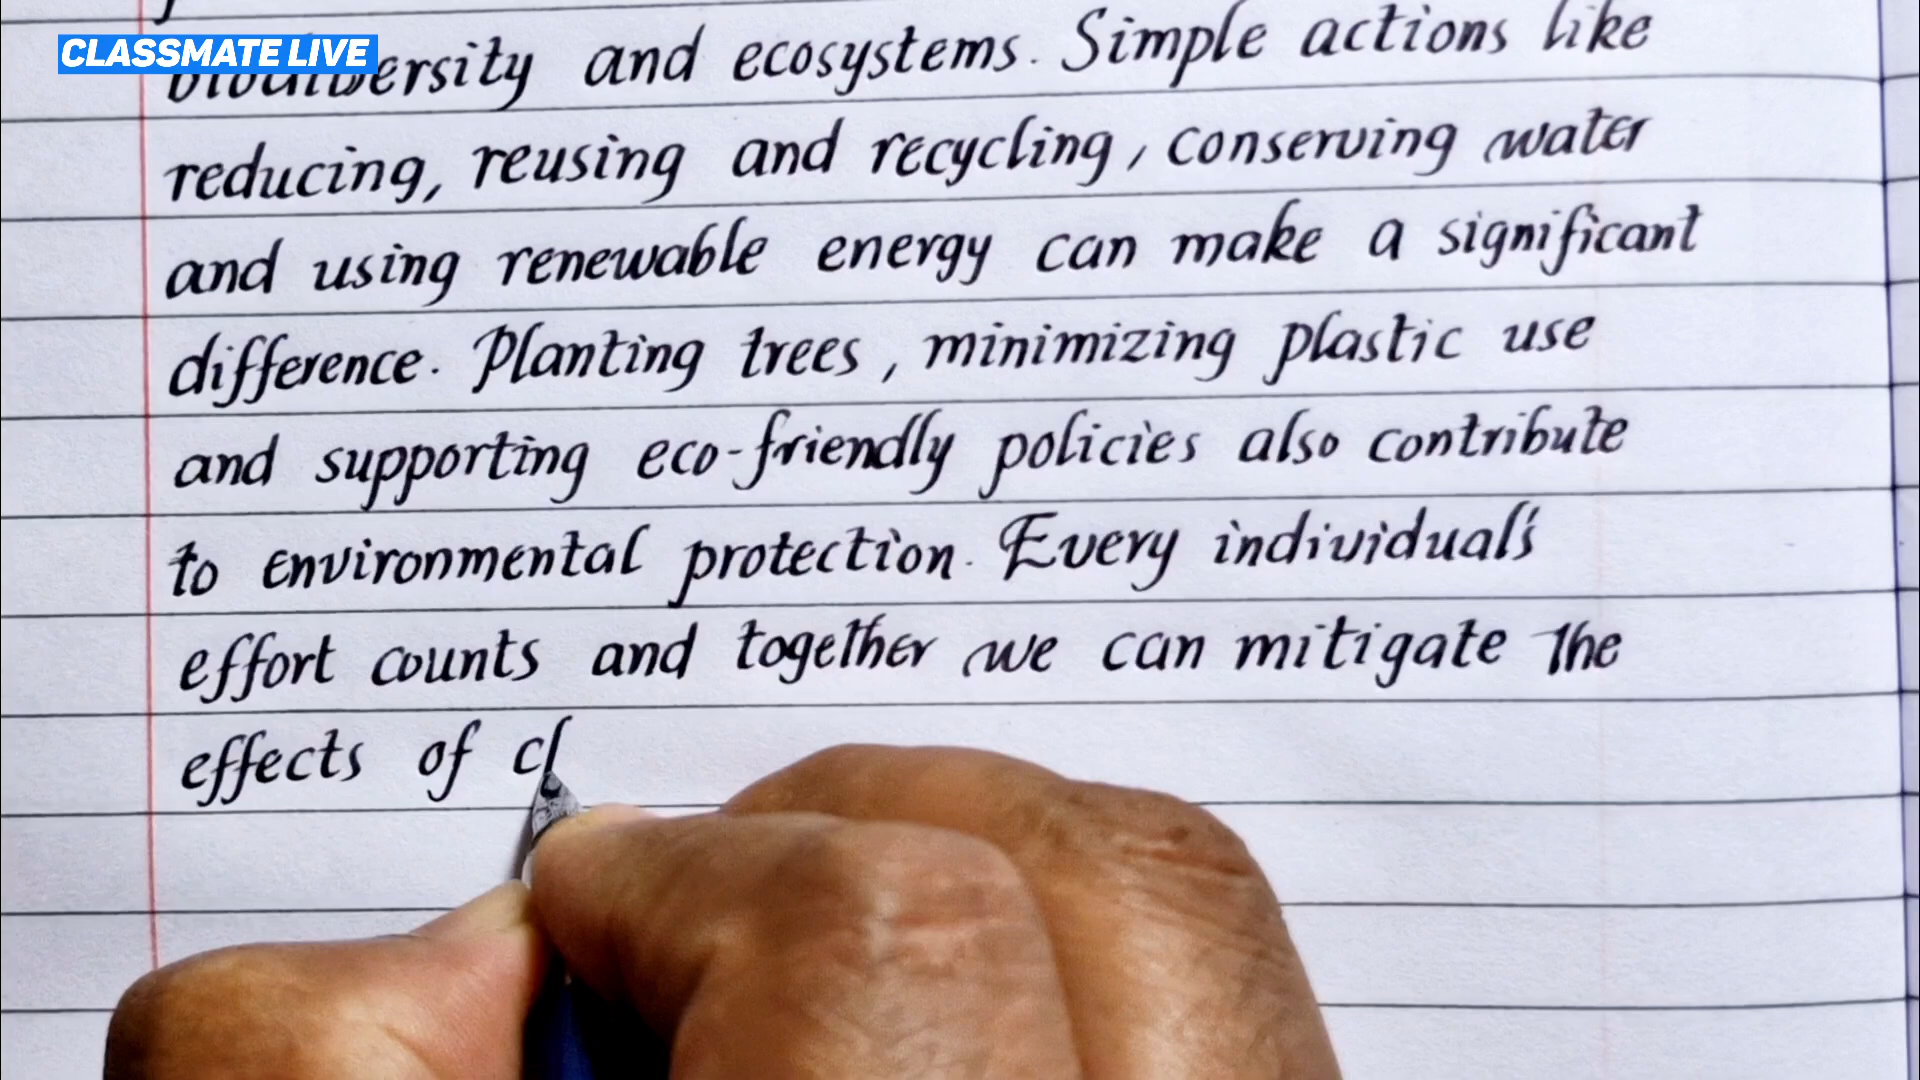 CLASSMATE LIVE
biodiversity and ecosystems. Simple actions like
reducing, reusing and recycling, conserving water
and using renewable energy can make a significant
difference. Planting trees, minimizing plastic use
and supporting eco-friendly policies also contribute
to environmental protection. Every individual's
effort counts and together we can mitigate the
effects of cl